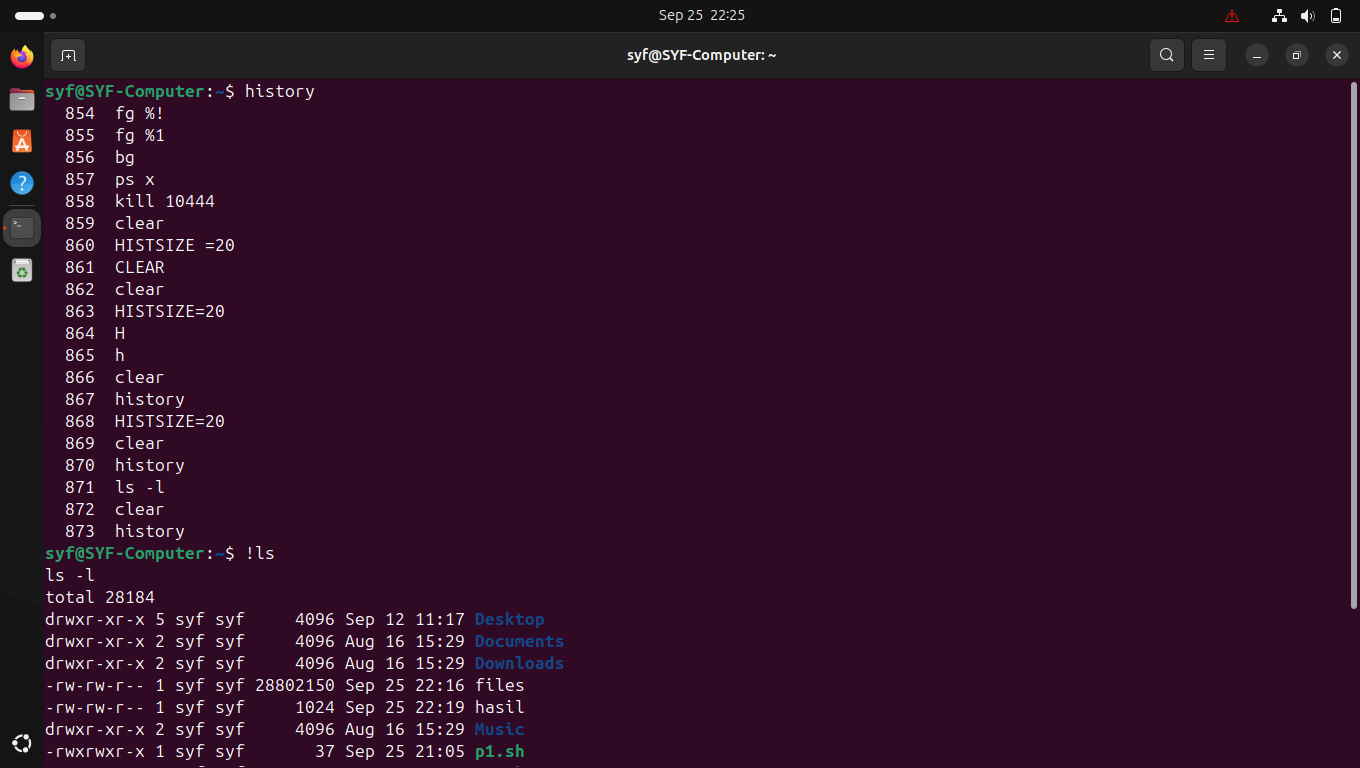 Sep 25 22:25
syf@SYF-Computer: ~
syf@SYF-Computer:~$ history
854 fg %!
855 fg %1
856 bg
857 ps x
858 kill 10444
859 clear
860 HISTSIZE =20
861 CLEAR
862 clear
863 HISTSIZE=20
864 H
865 h
866 clear
867 history
868 HISTSIZE=20
869 clear
870 history
871 ls -l
872 clear
873 history
syf@SYF-Computer:~$ !ls
ls -l
total 28184
drwxr-xr-x 5 syf syf 4096 Sep 12 11:17 Desktop
drwxr-xr-x 2 syf syf 4096 Aug 16 15:29 Documents
drwxr-xr-x 2 syf syf 4096 Aug 16 15:29 Downloads
-rw-rw-r-- 1 syf syf 28802150 Sep 25 22:16 files
-rw-rw-r-- 1 syf syf 1024 Sep 25 22:19 hasil
drwxr-xr-x 2 syf syf 4096 Aug 16 15:29 Music
-rwxrwxr-x 1 syf syf 37 Sep 25 21:05 p1.sh